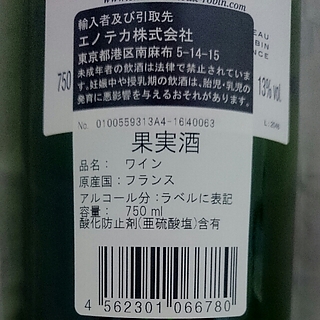 輸入者及び引取先
エノテカ株式会社
東京都港区南麻布5-14-15
未成年者の飲酒は法律で禁止されていま
す。妊娠中や授乳期の飲酒は、胎児・乳児の
発育に悪影響を与えるおそれがあります。
750
13% vol.
No. 0100559313A4-1640063
果実酒
品名： ワイン
原産国：フランス
アルコール分：ラベルに表記
容量： 750 ml
酸化防止剤(亜硫酸塩)含有
4 562301 066780